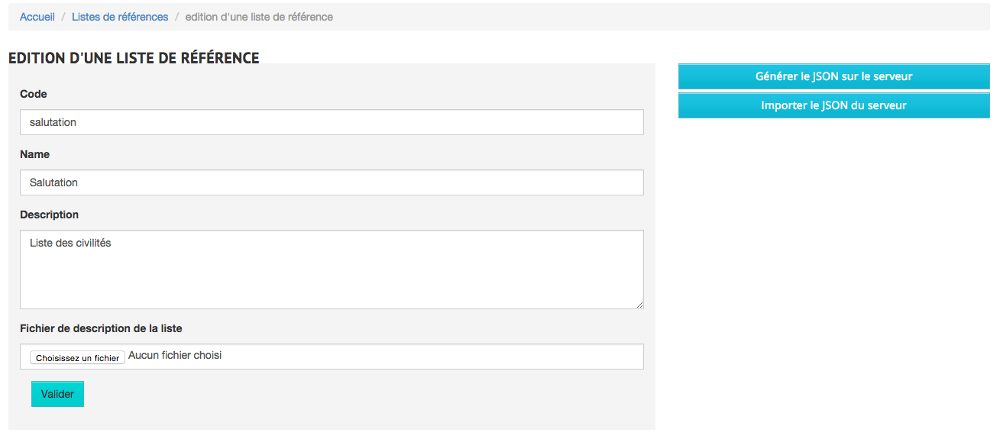 Accueil / Listes de références / edition d'une liste de référence
EDITION D'UNE LISTE DE RÉFÉRENCE
Générer le JSON sur le serveur
Importer le JSON du serveur
Code
salutation
Name
Salutation
Description
Liste des civilités
Fichier de description de la liste
Choisissez un fichier Aucun fichier choisi
Valider